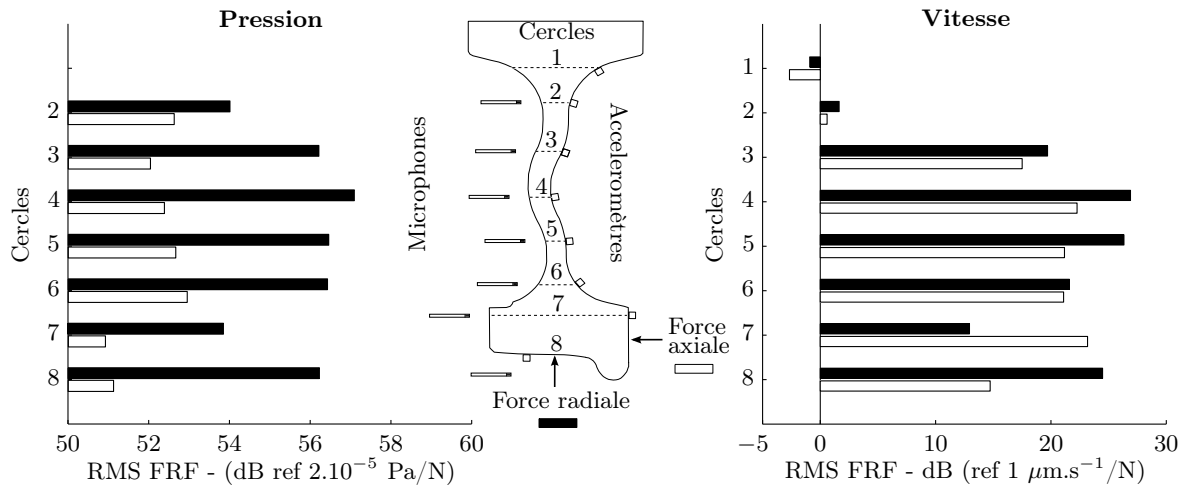 Pression
Cercles
2
3
4
5
6
7
8
50
52
54
56
58
60
RMS FRF - (dB ref 2.10⁻⁵ Pa/N)
Cercles
1
2
3
4
5
6
7
8
Microphones
Accelerometres
Force
axiale
Force radiale
Vitesse
Cercles
1
2
3
4
5
6
7
8
−5
0
10
20
30
RMS FRF - dB (ref 1 µm.s⁻¹/N)